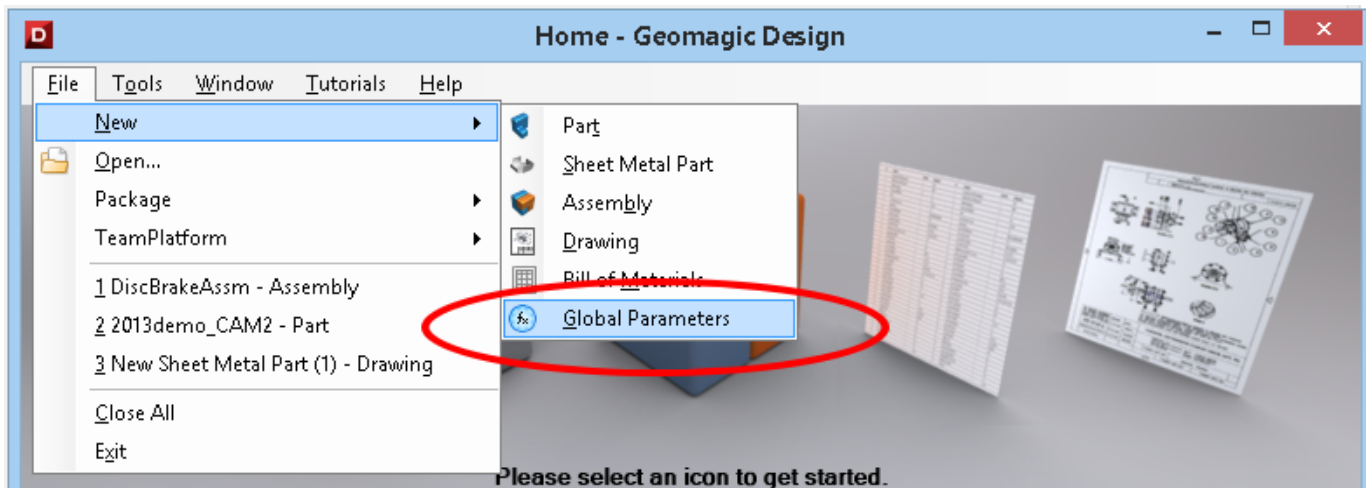 Home - Geomagic Design
File Tools Window Tutorials Help
New
Open...
Package
TeamPlatform
1 DiscBrakeAssm - Assembly
2 2013demo_CAM2 - Part
3 New Sheet Metal Part (1) - Drawing
Close All
Exit
Part
Sheet Metal Part
Assembly
Drawing
Bill of Materials
Global Parameters
Please select an icon to get started.